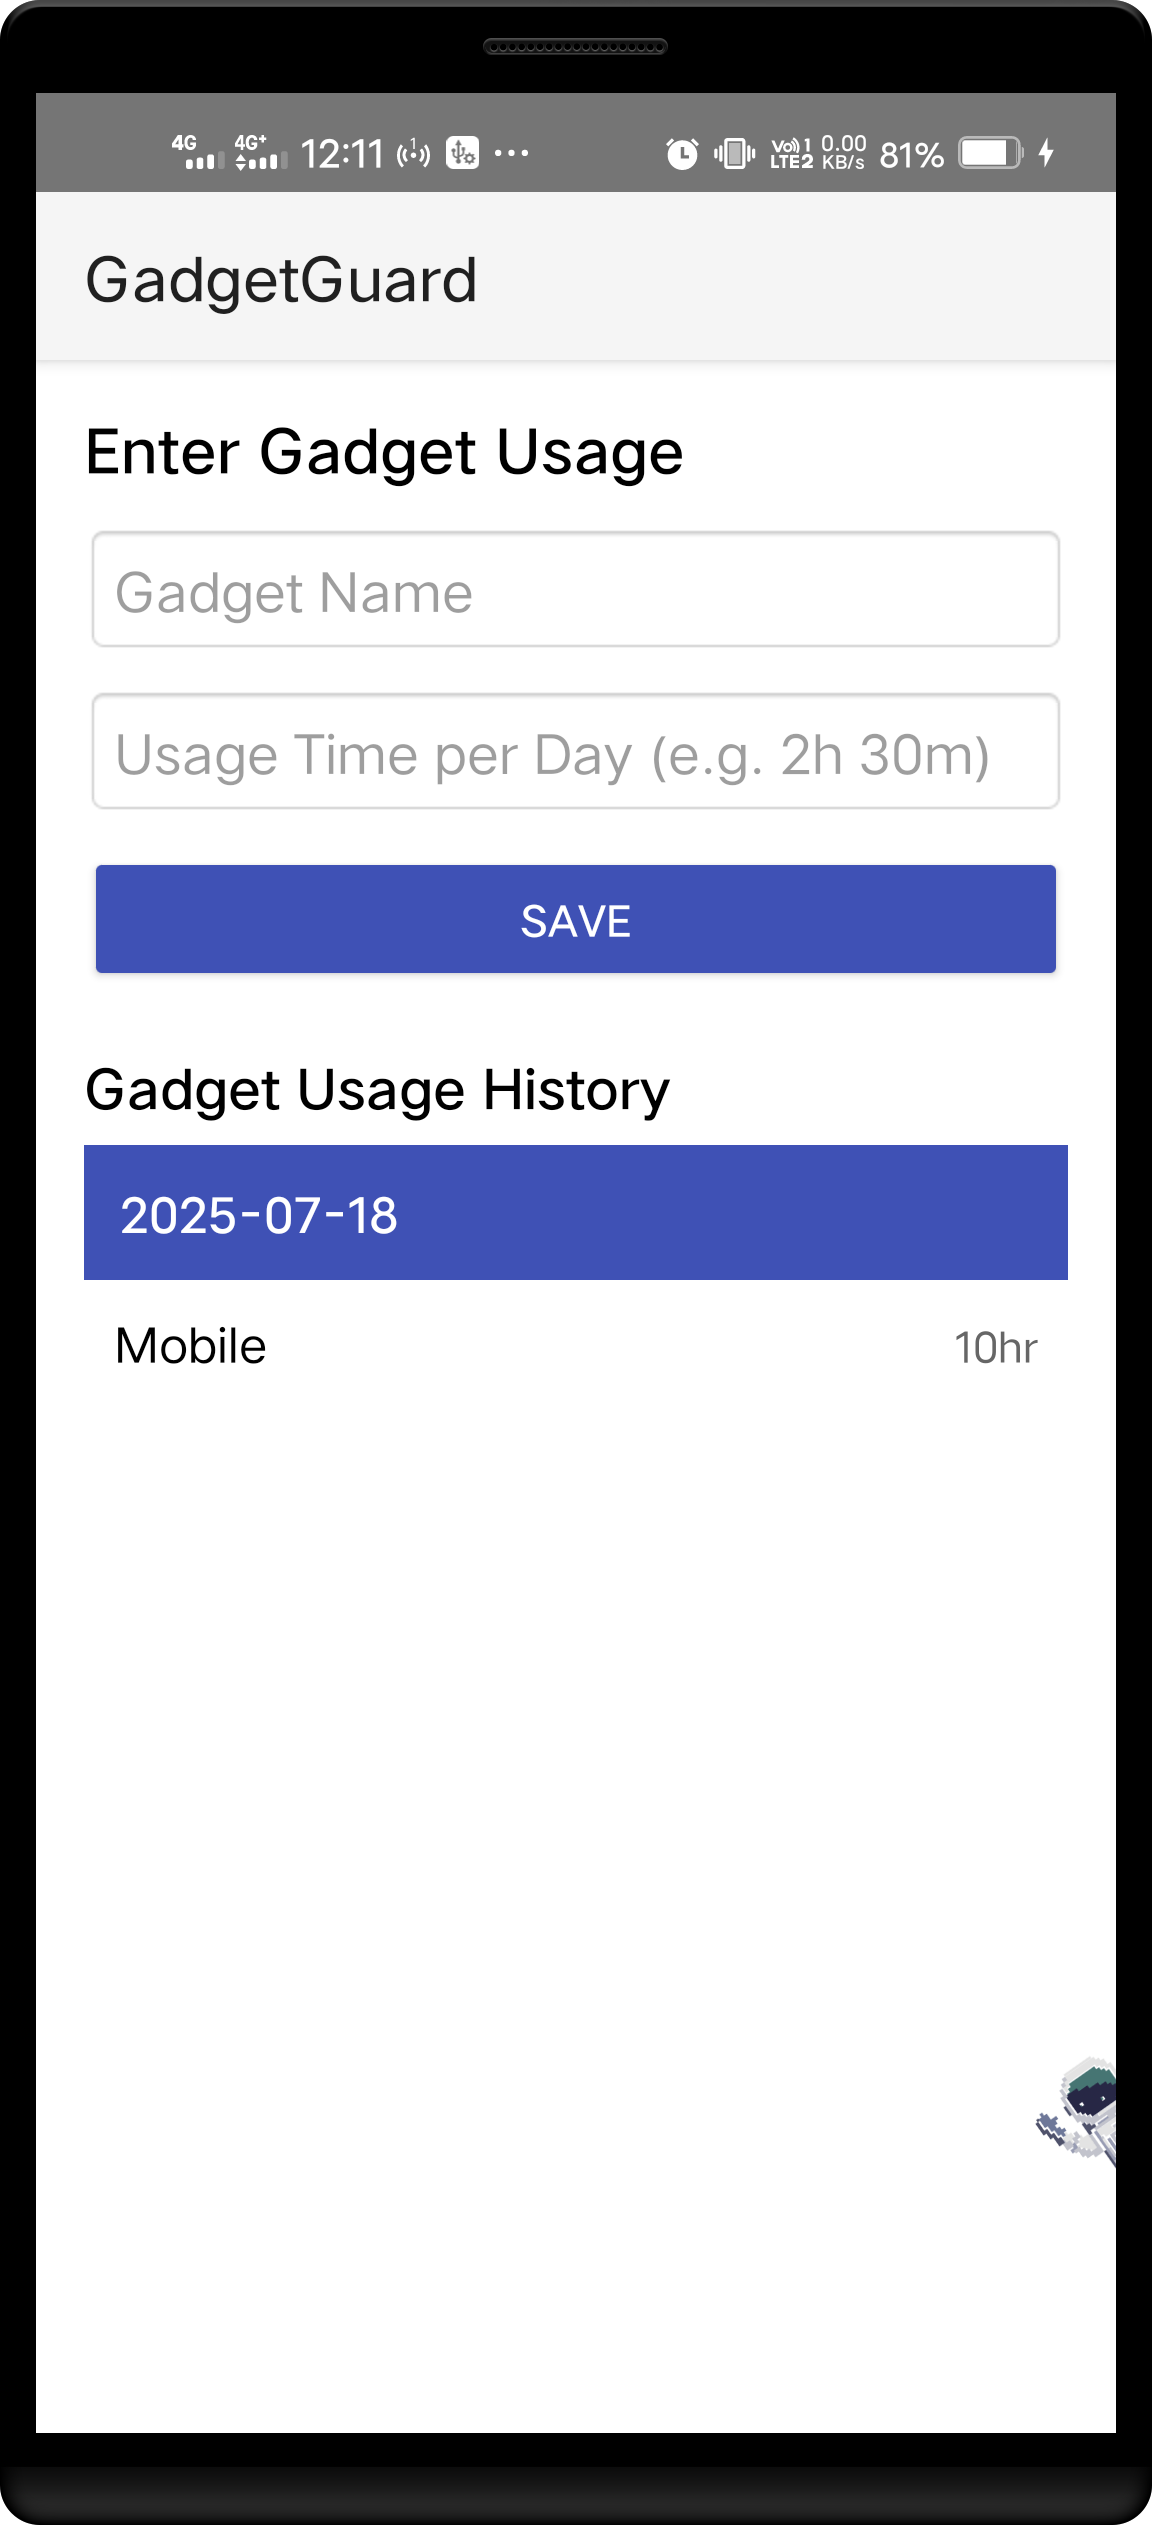 4G 4G+ 12:11 Vo) 1 LTE2 0.00 KB/s 81%
GadgetGuard
Enter Gadget Usage
Gadget Name
Usage Time per Day (e.g. 2h 30m)
SAVE
Gadget Usage History
2025-07-18
Mobile 10hr